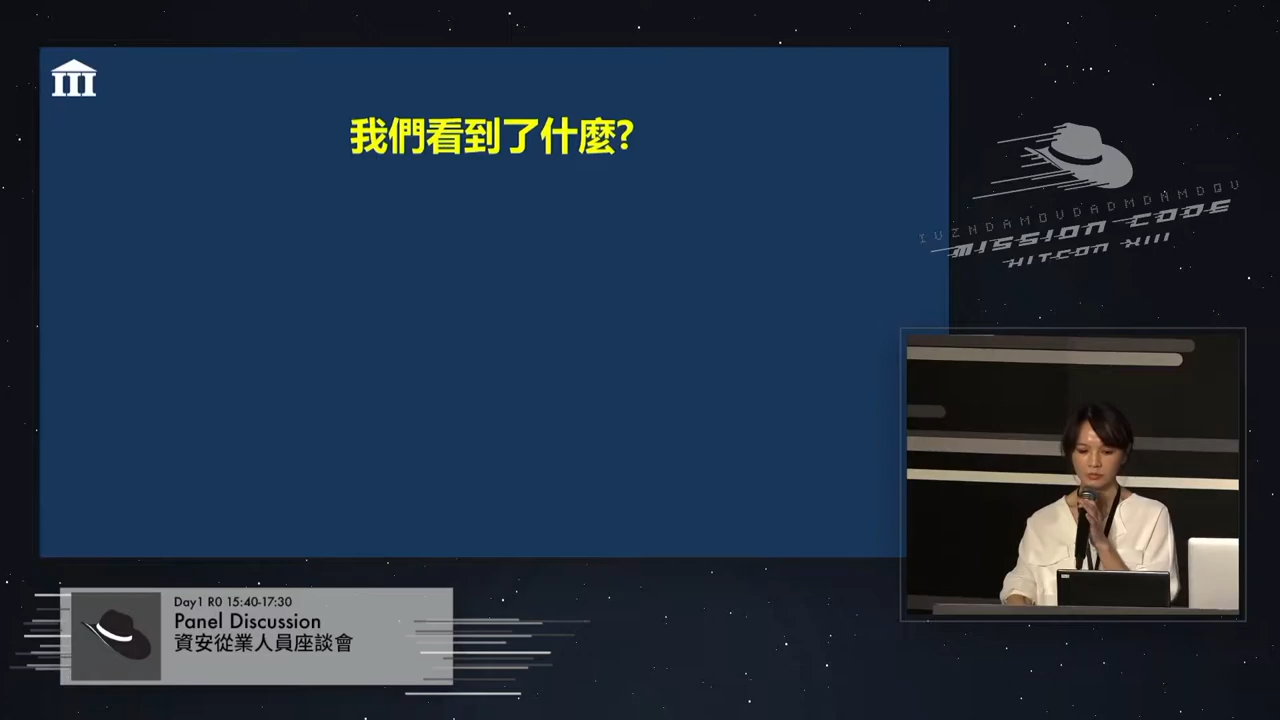 我們看到了什麼?
IUZNDAMOVDADMDNMDQV
MISSION CODE
HITCON XIII
Day1 R0 15:40-17:30
Panel Discussion
資安從業人員座談會